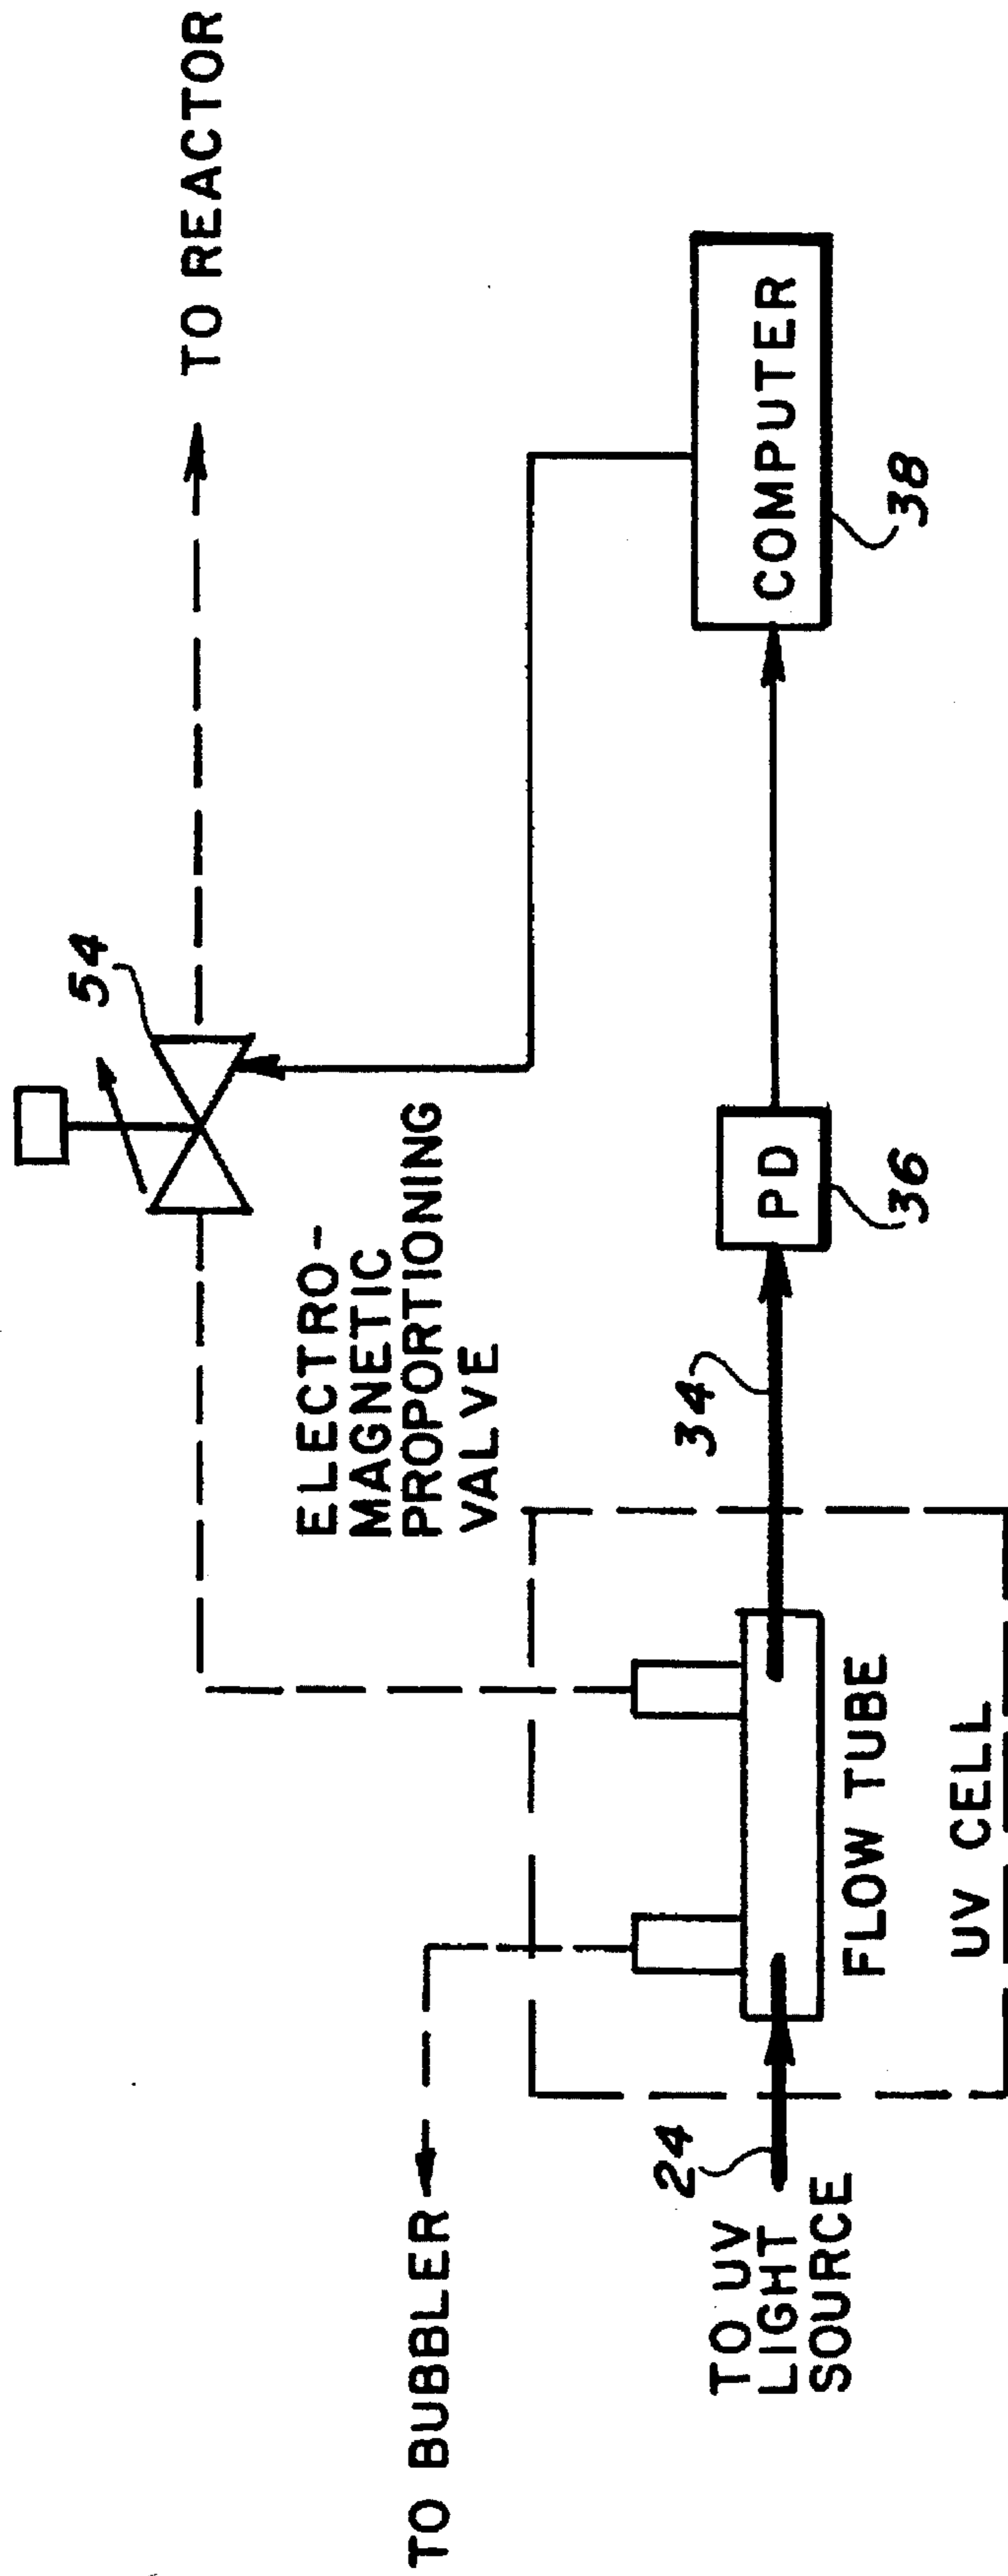 TO REACTOR
54
ELECTRO-
MAGNETIC
PROPORTIONING
VALVE
TO BUBBLER
COMPUTER
38
PD
36
34
24
TO UV
LIGHT
SOURCE
FLOW TUBE
UV CELL